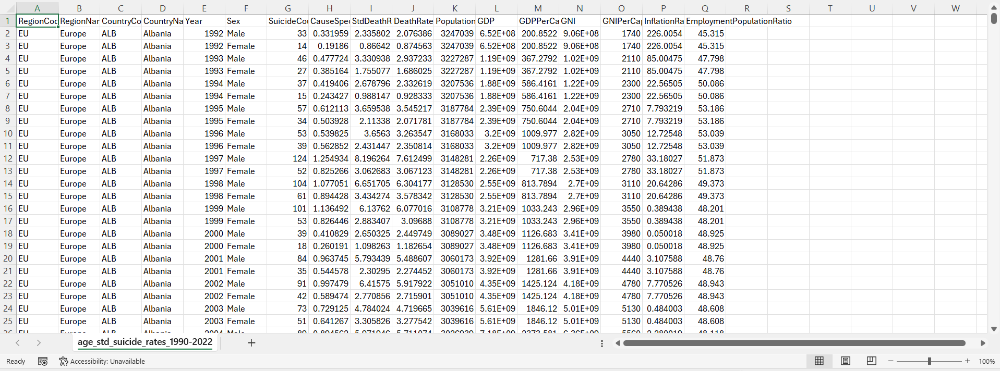 A B C D E F G H I J K L M N O P Q R S T U V W
1 RegionCoc RegionNar CountryCo CountryNa Year Sex SuicideCou CauseSpec StdDeathR DeathRate Population GDP GDPPerCa GNI GNIPerCap InflationRa EmploymentPopulationRatio
2 EU Europe ALB Albania 1992 Male 33 0.331959 2.335802 2.076386 3247039 6.52E+08 200.8522 9.06E+08 1740 226.0054 45.315
3 EU Europe ALB Albania 1992 Female 14 0.19186 0.86642 0.874563 3247039 6.52E+08 200.8522 9.06E+08 1740 226.0054 45.315
4 EU Europe ALB Albania 1993 Male 46 0.477724 3.330938 2.937233 3227287 1.19E+09 367.2792 1.02E+09 2110 85.00475 47.798
5 EU Europe ALB Albania 1993 Female 27 0.385164 1.755077 1.686025 3227287 1.19E+09 367.2792 1.02E+09 2110 85.00475 47.798
6 EU Europe ALB Albania 1994 Male 37 0.419406 2.678796 2.332619 3207536 1.88E+09 586.4161 1.22E+09 2300 22.56505 50.086
7 EU Europe ALB Albania 1994 Female 15 0.243427 0.988147 0.928333 3207536 1.88E+09 586.4161 1.22E+09 2300 22.56505 50.086
8 EU Europe ALB Albania 1995 Male 57 0.612113 3.659538 3.545217 3187784 2.39E+09 750.6044 2.04E+09 2710 7.793219 53.186
9 EU Europe ALB Albania 1995 Female 34 0.503928 2.11338 2.071781 3187784 2.39E+09 750.6044 2.04E+09 2710 7.793219 53.186
10 EU Europe ALB Albania 1996 Male 53 0.539825 3.6563 3.263547 3168033 3.2E+09 1009.977 2.82E+09 3050 12.72548 53.039
11 EU Europe ALB Albania 1996 Female 39 0.562852 2.431447 2.350814 3168033 3.2E+09 1009.977 2.82E+09 3050 12.72548 53.039
12 EU Europe ALB Albania 1997 Male 124 1.254934 8.196264 7.612499 3148281 2.26E+09 717.38 2.53E+09 2780 33.18027 51.873
13 EU Europe ALB Albania 1997 Female 52 0.825266 3.062683 3.067123 3148281 2.26E+09 717.38 2.53E+09 2780 33.18027 51.873
14 EU Europe ALB Albania 1998 Male 104 1.077051 6.651705 6.304177 3128530 2.55E+09 813.7894 2.7E+09 3110 20.64286 49.373
15 EU Europe ALB Albania 1998 Female 61 0.894428 3.434274 3.578342 3128530 2.55E+09 813.7894 2.7E+09 3110 20.64286 49.373
16 EU Europe ALB Albania 1999 Male 101 1.136492 6.13762 6.077016 3108778 3.21E+09 1033.243 2.96E+09 3550 0.389438 48.201
17 EU Europe ALB Albania 1999 Female 53 0.826446 2.883407 3.09688 3108778 3.21E+09 1033.243 2.96E+09 3550 0.389438 48.201
18 EU Europe ALB Albania 2000 Male 39 0.410829 2.650325 2.449749 3089027 3.48E+09 1126.683 3.41E+09 3980 0.050018 48.925
19 EU Europe ALB Albania 2000 Female 18 0.260191 1.098263 1.182654 3089027 3.48E+09 1126.683 3.41E+09 3980 0.050018 48.925
20 EU Europe ALB Albania 2001 Male 84 0.963745 5.793439 5.488607 3060173 3.92E+09 1281.66 3.91E+09 4440 3.107588 48.76
21 EU Europe ALB Albania 2001 Female 35 0.544578 2.30295 2.274452 3060173 3.92E+09 1281.66 3.91E+09 4440 3.107588 48.76
22 EU Europe ALB Albania 2002 Male 91 0.997479 6.41575 5.917922 3051010 4.35E+09 1425.124 4.18E+09 4780 7.770526 48.943
23 EU Europe ALB Albania 2002 Female 42 0.589474 2.770856 2.715901 3051010 4.35E+09 1425.124 4.18E+09 4780 7.770526 48.943
24 EU Europe ALB Albania 2003 Male 73 0.729125 4.784024 4.719665 3039616 5.61E+09 1846.12 5.01E+09 5130 0.484003 48.608
25 EU Europe ALB Albania 2003 Female 51 0.641267 3.305826 3.277542 3039616 5.61E+09 1846.12 5.01E+09 5130 0.484003 48.608
26 EU Europe ALB Albania 2004 Male
age_std_suicide_rates_1990-2022
Ready Accessibility: Unavailable 100%